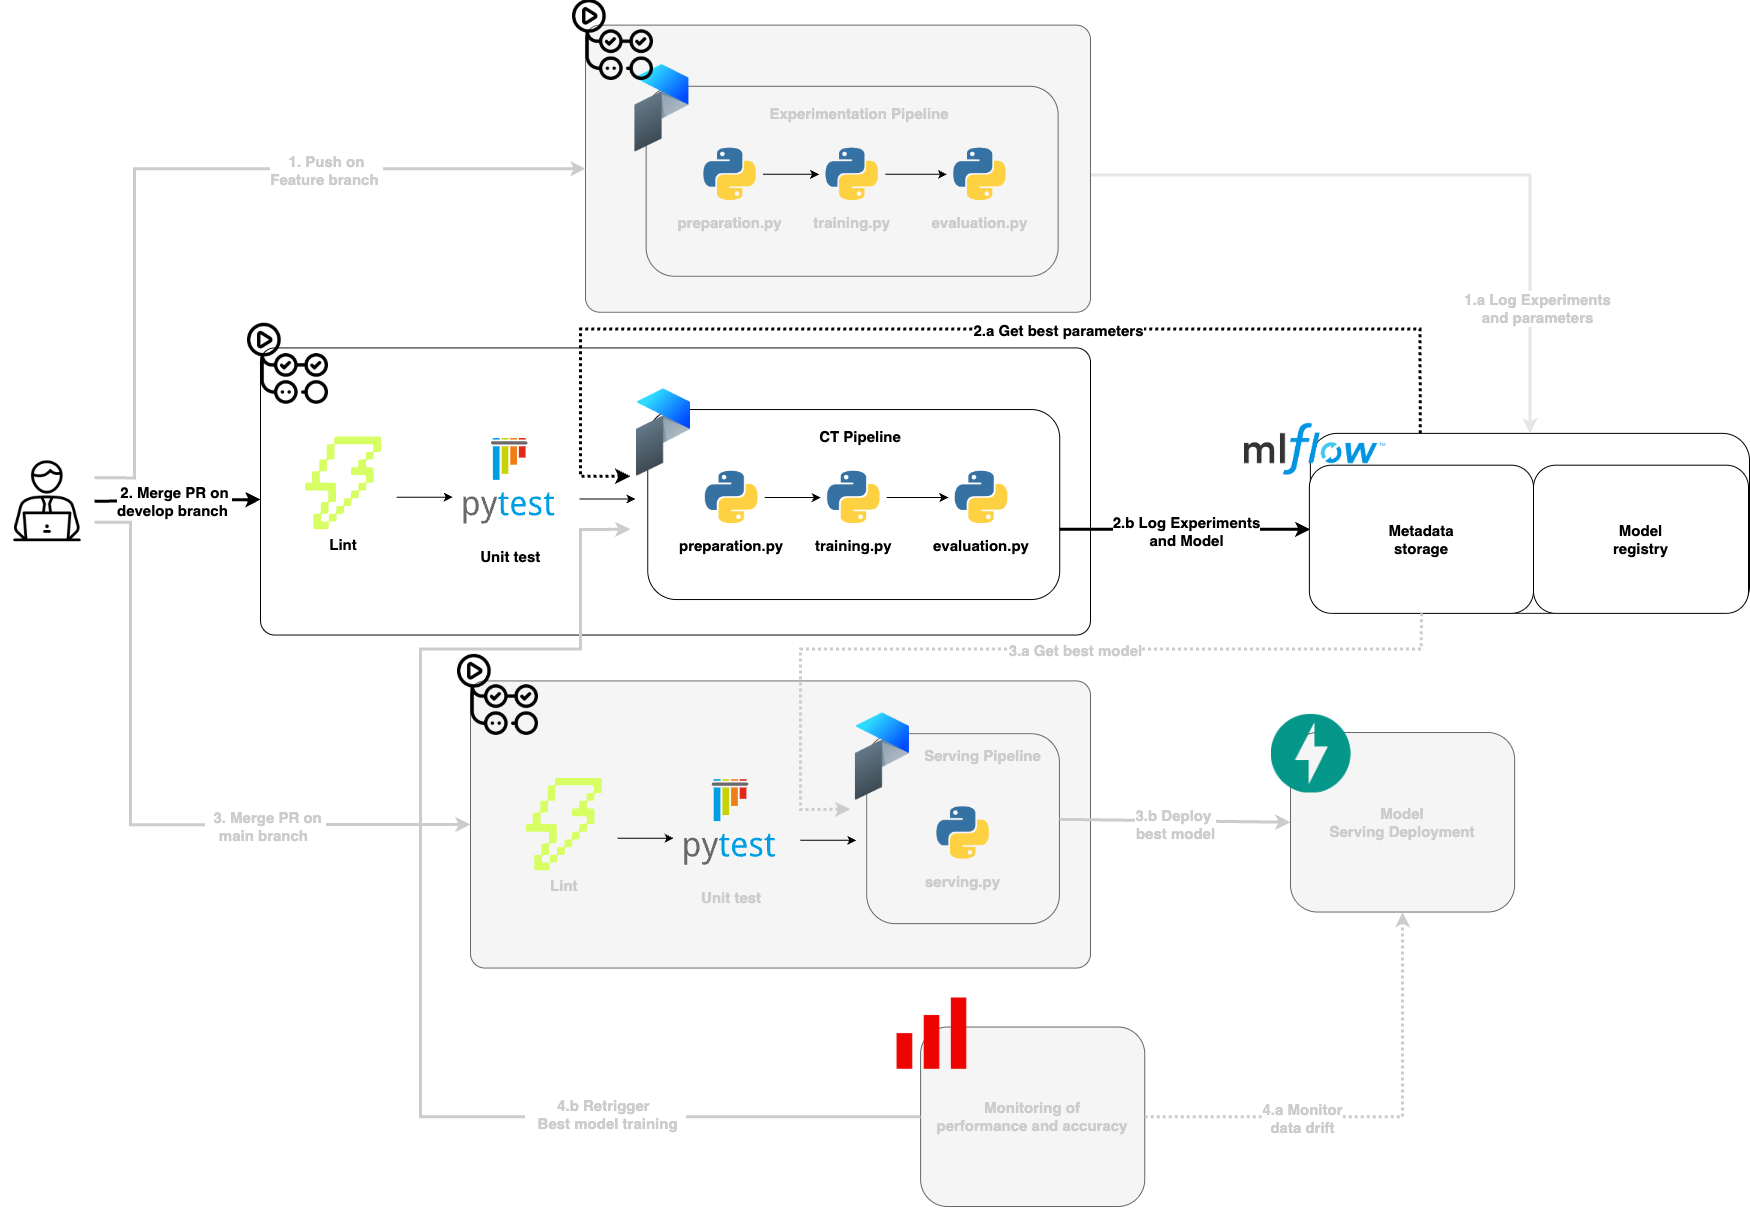 Experimentation Pipeline
1. Push on
Feature branch
preparation.py
training.py
evaluation.py
1.a Log Experiments
and parameters
2.a Get best parameters
mlflow™
CT Pipeline
pytest
2. Merge PR on
develop branch
Lint
Unit test
preparation.py
training.py
evaluation.py
2.b Log Experiments
and Model
Metadata
storage
Model
registry
3.a Get best model
Serving Pipeline
3. Merge PR on
main branch
pytest
Lint
Unit test
serving.py
3.b Deploy
best model
Model
Serving Deployment
4.b Retrigger
Best model training
Monitoring of
performance and accuracy
4.a Monitor
data drift